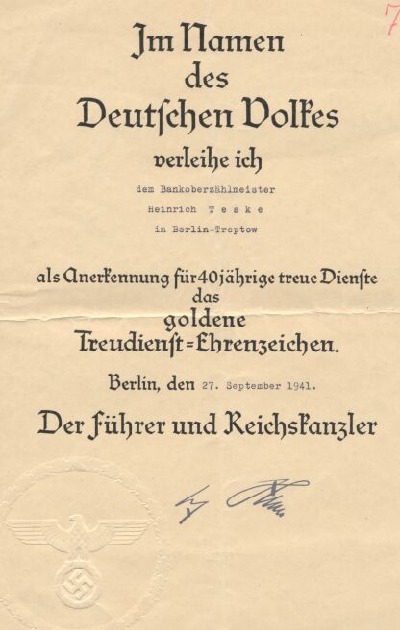 7
Im Namen
des
Deutschen Volkes
verleihe ich
dem Bankoberzählmeister
Heinrich T e s k e
in Berlin-Treptow
als Anerkennung für 40jährige treue Dienste
das
goldene
Treudienst=Ehrenzeichen.
Berlin, den 27. September 1941.
Der Führer und Reichskanzler